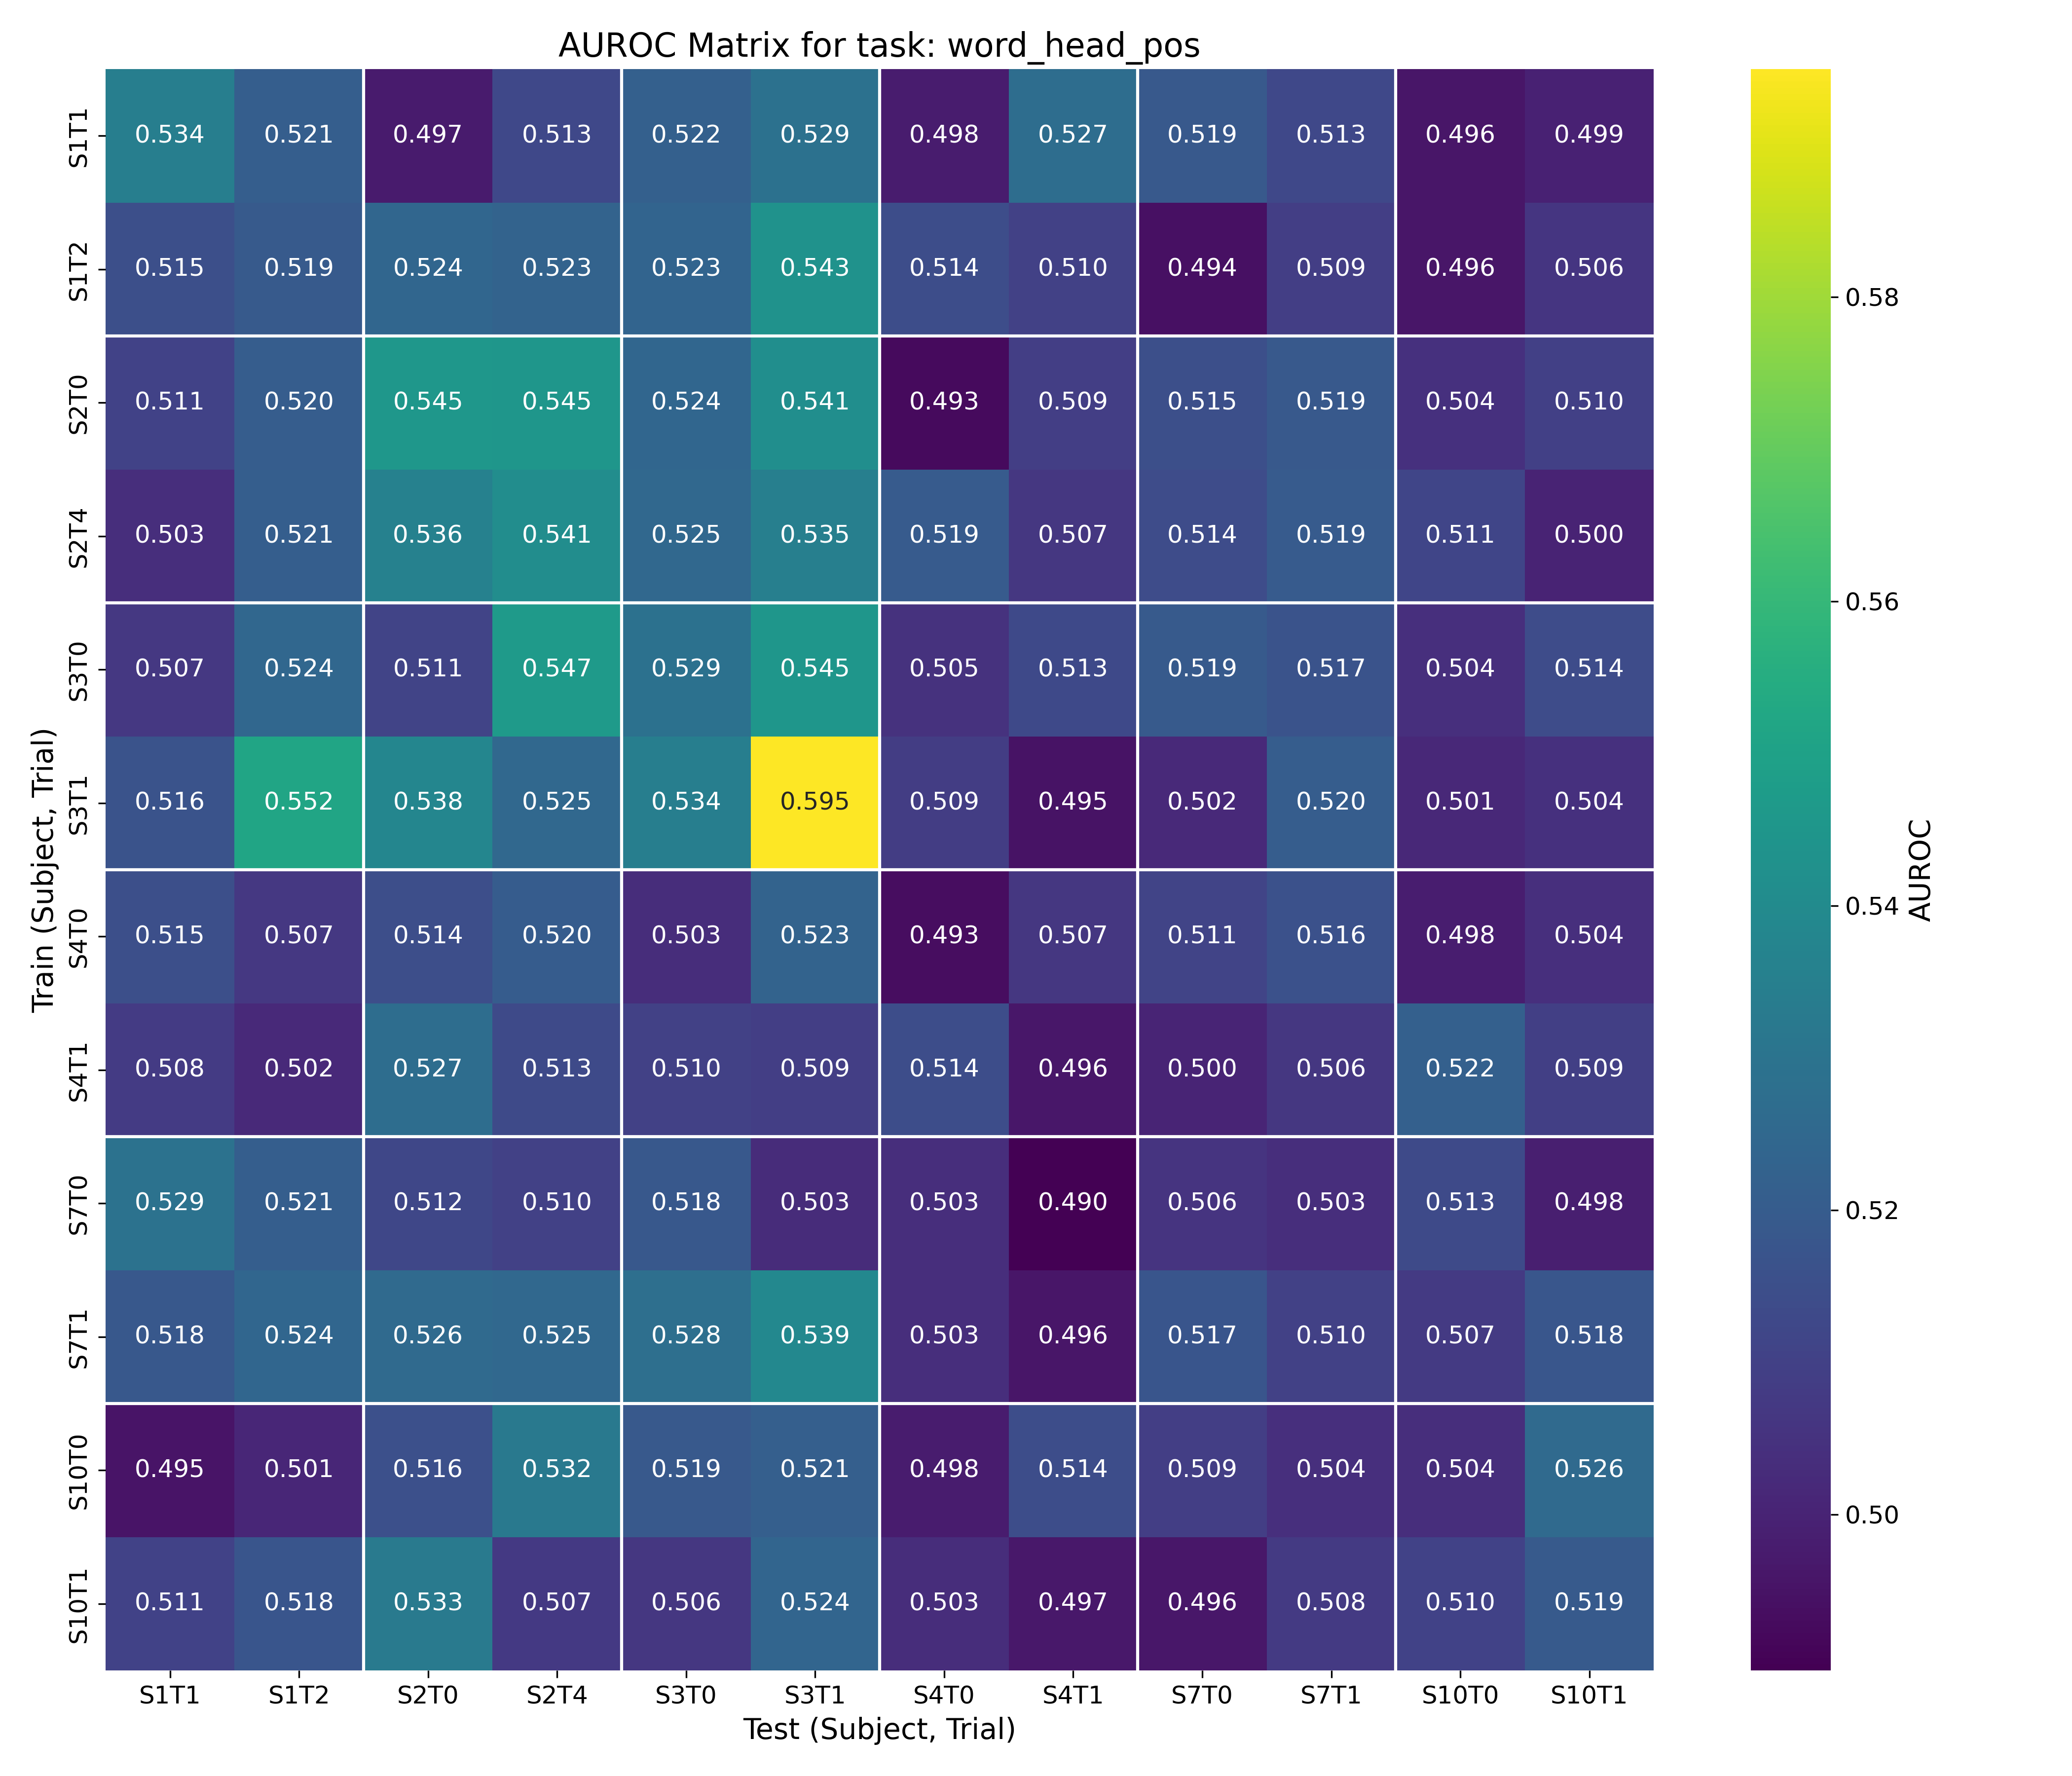 AUROC Matrix for task: word_head_pos
S1T1 0.534 0.521 0.497 0.513 0.522 0.529 0.498 0.527 0.519 0.513 0.496 0.499
S1T2 0.515 0.519 0.524 0.523 0.523 0.543 0.514 0.510 0.494 0.509 0.496 0.506
S2T0 0.511 0.520 0.545 0.545 0.524 0.541 0.493 0.509 0.515 0.519 0.504 0.510
S2T4 0.503 0.521 0.536 0.541 0.525 0.535 0.519 0.507 0.514 0.519 0.511 0.500
S3T0 0.507 0.524 0.511 0.547 0.529 0.545 0.505 0.513 0.519 0.517 0.504 0.514
S3T1 0.516 0.552 0.538 0.525 0.534 0.595 0.509 0.495 0.502 0.520 0.501 0.504
S4T0 0.515 0.507 0.514 0.520 0.503 0.523 0.493 0.507 0.511 0.516 0.498 0.504
S4T1 0.508 0.502 0.527 0.513 0.510 0.509 0.514 0.496 0.500 0.506 0.522 0.509
S7T0 0.529 0.521 0.512 0.510 0.518 0.503 0.503 0.490 0.506 0.503 0.513 0.498
S7T1 0.518 0.524 0.526 0.525 0.528 0.539 0.503 0.496 0.517 0.510 0.507 0.518
S10T0 0.495 0.501 0.516 0.532 0.519 0.521 0.498 0.514 0.509 0.504 0.504 0.526
S10T1 0.511 0.518 0.533 0.507 0.506 0.524 0.503 0.497 0.496 0.508 0.510 0.519
S1T1 S1T2 S2T0 S2T4 S3T0 S3T1 S4T0 S4T1 S7T0 S7T1 S10T0 S10T1
Test (Subject, Trial)
Train (Subject, Trial)
0.58
0.56
0.54
0.52
0.50
AUROC